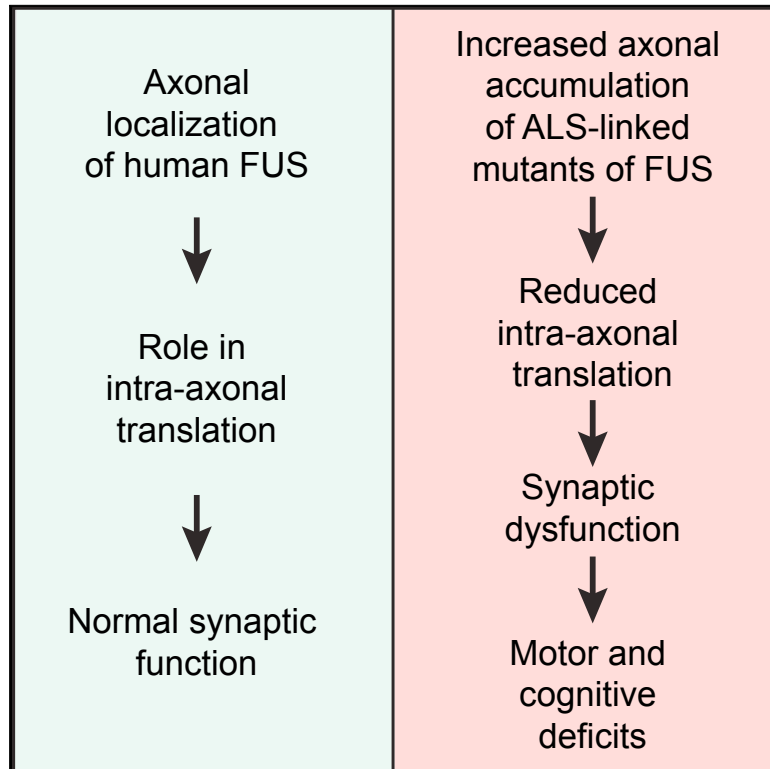 Axonal
localization
of human FUS
Role in
intra-axonal
translation
Normal synaptic
function
Increased axonal
accumulation
of ALS-linked
mutants of FUS
Reduced
intra-axonal
translation
Synaptic
dysfunction
Motor and
cognitive
deficits